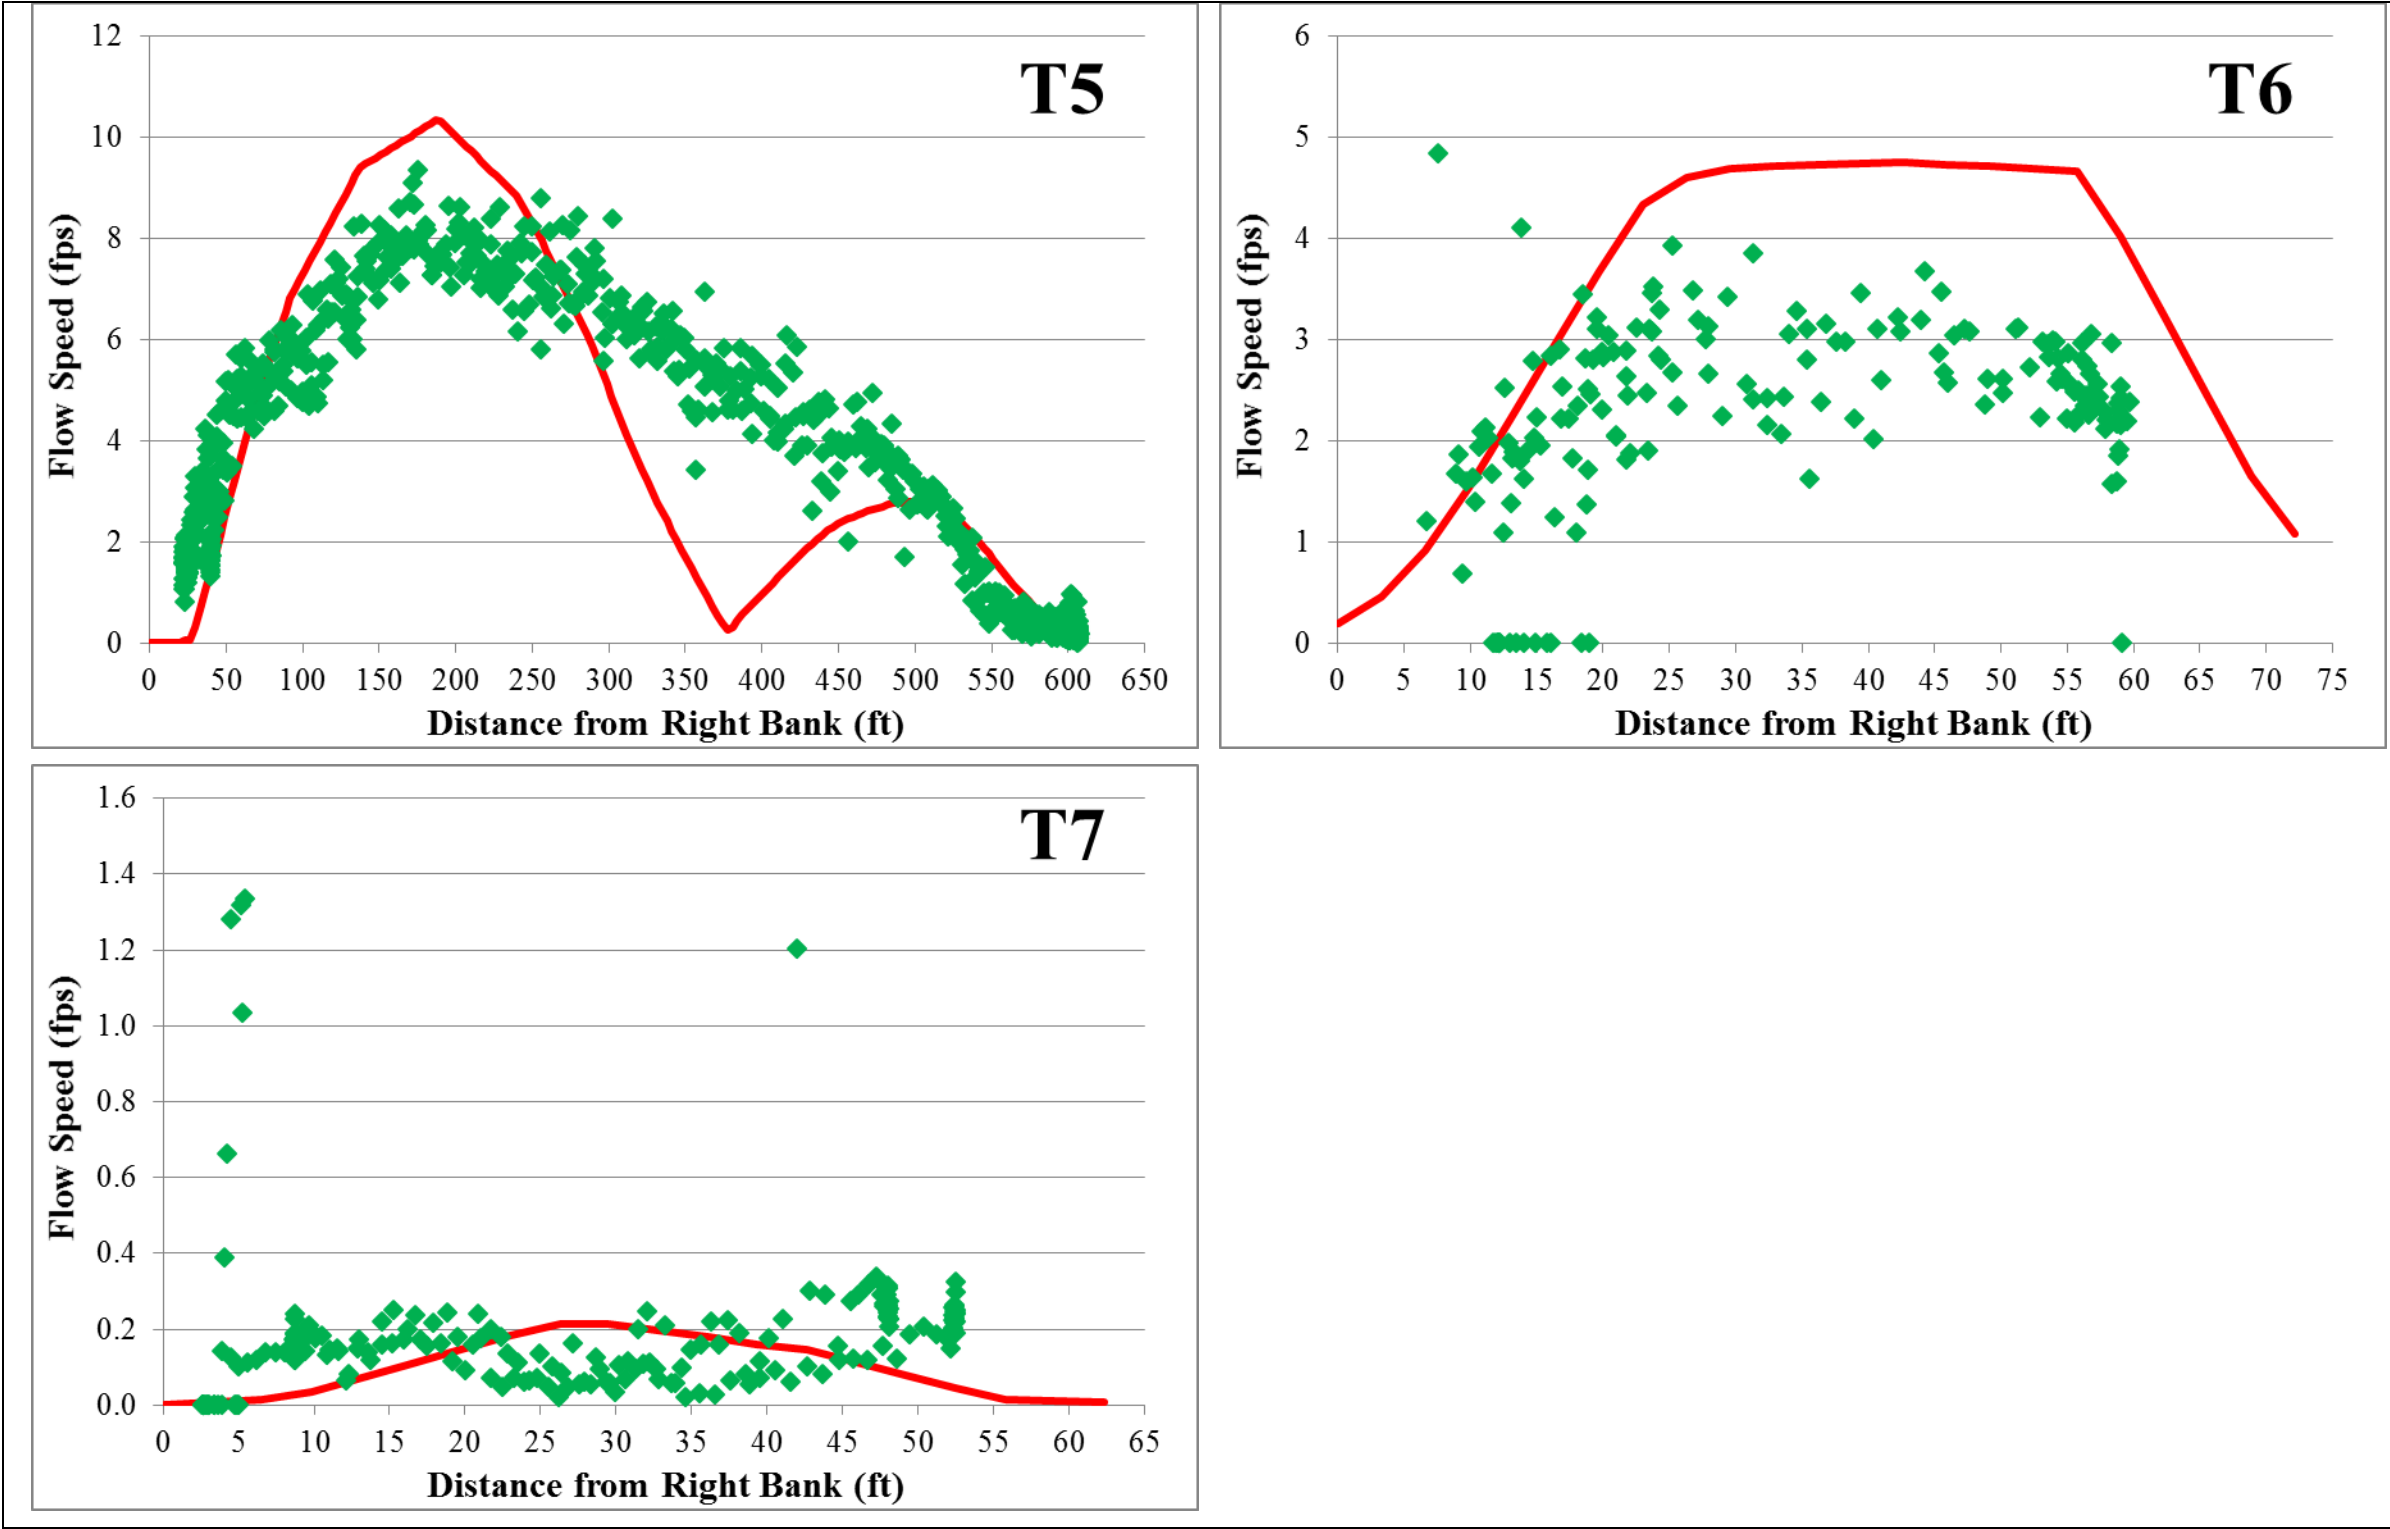 T5
12
10
8
6
4
2
0
Flow Speed (fps)
0 50 100 150 200 250 300 350 400 450 500 550 600 650
Distance from Right Bank (ft)
T6
6
5
4
3
2
1
0
Flow Speed (fps)
0 5 10 15 20 25 30 35 40 45 50 55 60 65 70 75
Distance from Right Bank (ft)
T7
1.6
1.4
1.2
1.0
0.8
0.6
0.4
0.2
0.0
Flow Speed (fps)
0 5 10 15 20 25 30 35 40 45 50 55 60 65
Distance from Right Bank (ft)